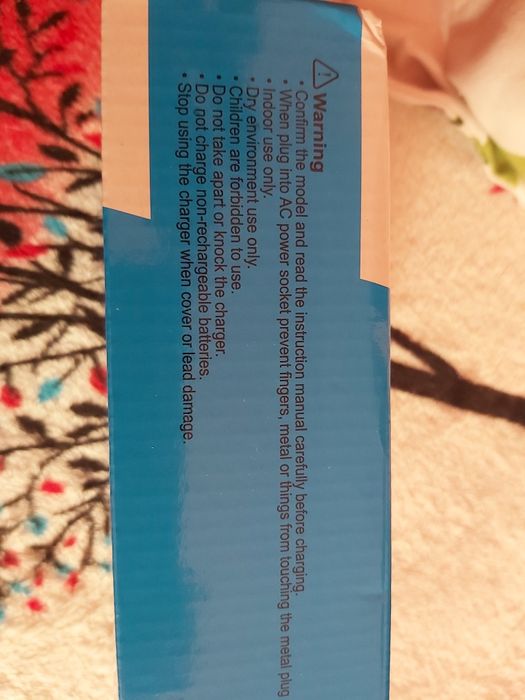 Warning
• Confirm the model and read the instruction manual carefully before charging.
• When plug into AC power socket prevent fingers, metal or things from touching the metal plug
• Indoor use only.
• Dry environment use only.
• Children are forbidden to use.
• Do not take apart or knock the charger.
• Do not charge non-rechargeable batteries.
• Stop using the charger when cover or lead damage.